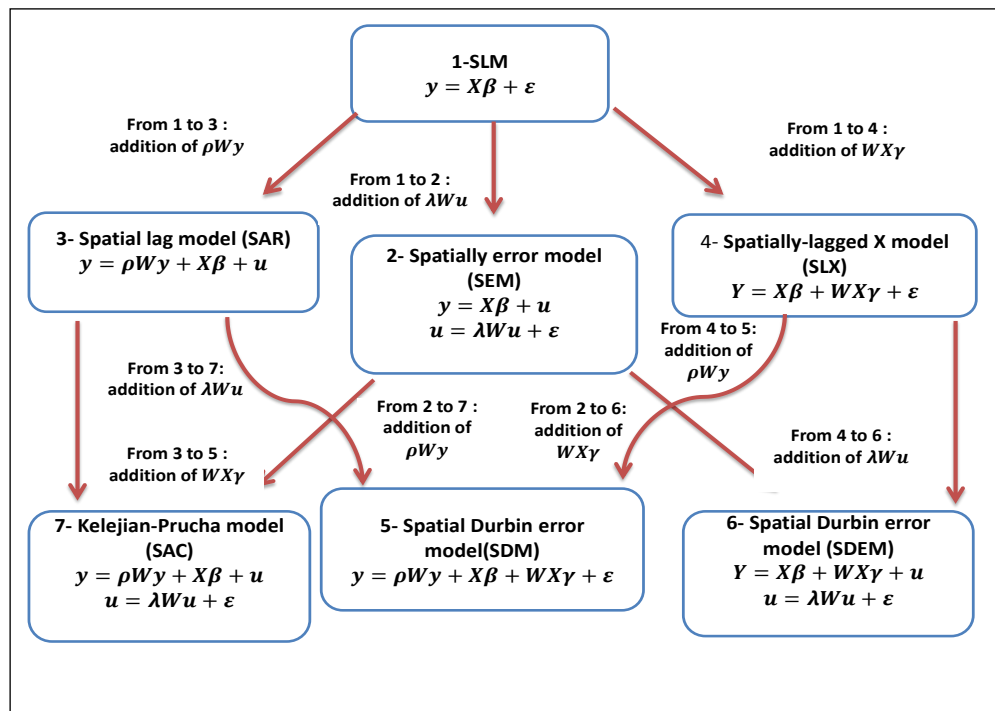 1-SLM
y = Xβ + ε
From 1 to 3 :
addition of ρWy
From 1 to 2 :
addition of λWu
From 1 to 4 :
addition of WXγ
3- Spatial lag model (SAR)
y = ρWy + Xβ + u
2- Spatially error model
(SEM)
y = Xβ + u
u = λWu + ε
4- Spatially-lagged X model
(SLX)
Y = Xβ + WXγ + ε
From 3 to 7:
addition of λWu
From 4 to 5:
addition of
ρWy
From 2 to 7 :
addition of
ρWy
From 2 to 6:
addition of
WXγ
From 3 to 5 :
addition of WXγ
From 4 to 6 :
addition of λWu
7- Kelejian-Prucha model
(SAC)
y = ρWy + Xβ + u
u = λWu + ε
5- Spatial Durbin error
model(SDM)
y = ρWy + Xβ + WXγ + ε
6- Spatial Durbin error
model (SDEM)
Y = Xβ + WXγ + u
u = λWu + ε